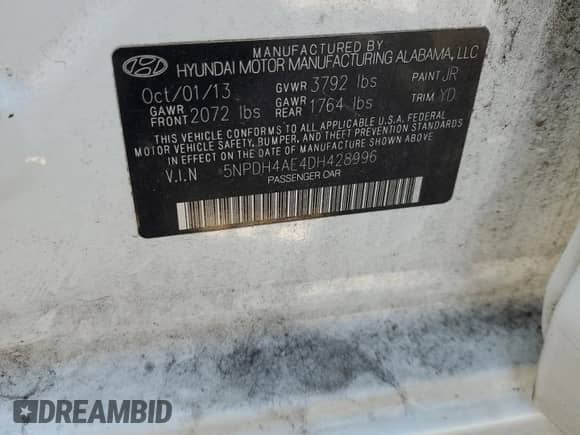 MANUFACTURED BY
HYUNDAI MOTOR MANUFACTURING ALABAMA, LLC
Oct/01/13 GVWR 3792 lbs PAINT JR
GAWR FRONT 2072 lbs GAWR REAR 1764 lbs TRIM YD
THIS VEHICLE CONFORMS TO ALL APPLICABLE U.S.A. FEDERAL
MOTOR VEHICLE SAFETY, BUMPER, AND THEFT PREVENTION STANDARDS
IN EFFECT ON THE DATE OF MANUFACTURE SHOWN ABOVE
V.I.N 5NPDH4AE4DH428996
PASSENGER CAR
DREAMBID